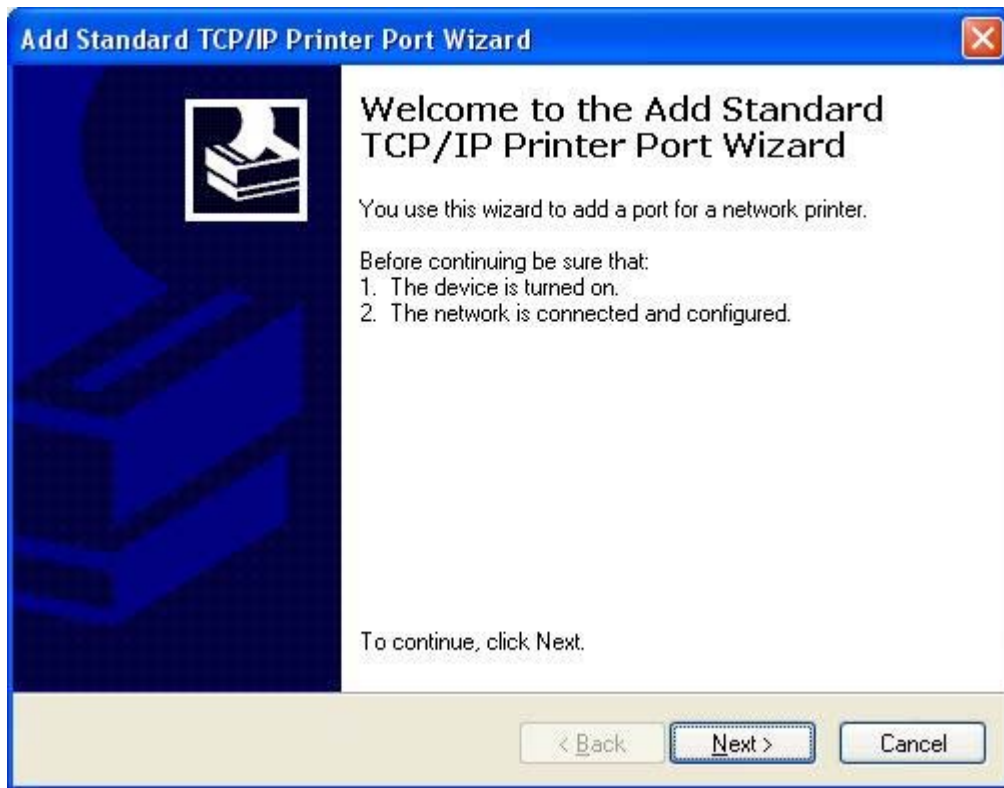 Add Standard TCP/IP Printer Port Wizard
Welcome to the Add Standard
TCP/IP Printer Port Wizard
You use this wizard to add a port for a network printer.
Before continuing be sure that:
1. The device is turned on.
2. The network is connected and configured.
To continue, click Next.
< Back
Next >
Cancel